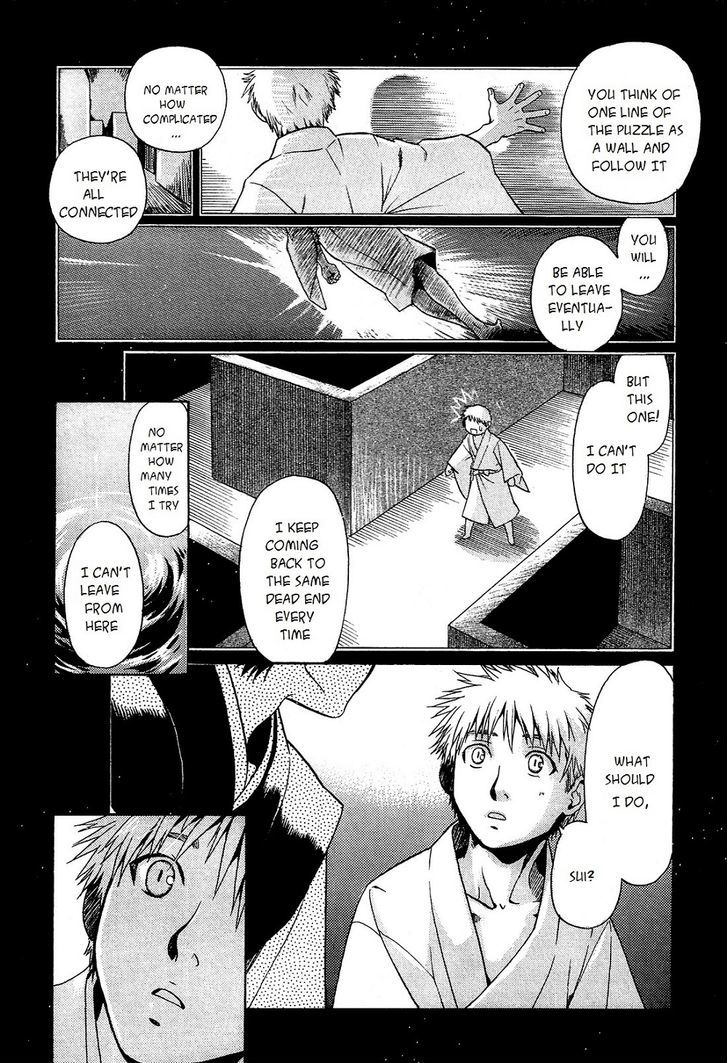 YOU THINK OF
ONE LINE OF
THE PUZZLE AS
A WALL AND
FOLLOW IT
NO MATTER
HOW
COMPLICATED
...
THEY'RE
ALL
CONNECTED
YOU
WILL
...
BE ABLE
TO LEAVE
EVENTUA-
LLY
BUT
THIS
ONE!
I CAN'T
DO IT
I KEEP
COMING
BACK TO
THE SAME
DEAD END
EVERY
TIME
NO
MATTER
HOW
MANY
TIMES
I TRY
I CAN'T
LEAVE
FROM
HERE
WHAT
SHOULD
I DO,
SUI?